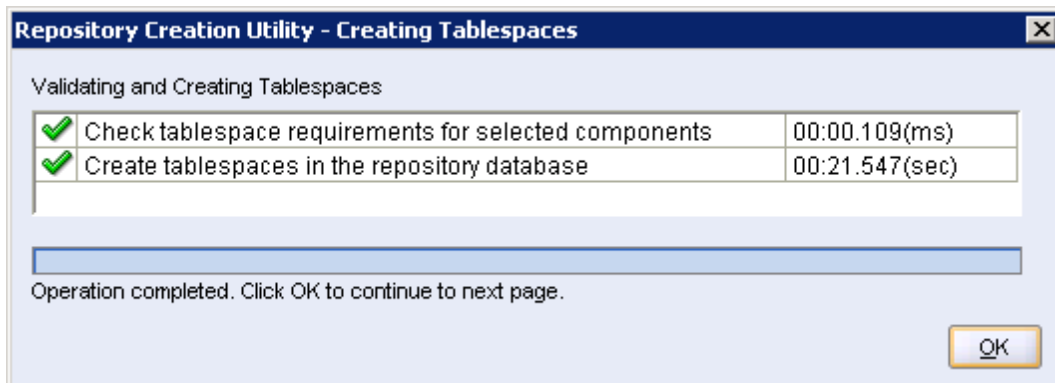 Repository Creation Utility - Creating Tablespaces
Validating and Creating Tablespaces
Check tablespace requirements for selected components 00:00.109(ms)
Create tablespaces in the repository database 00:21.547(sec)
Operation completed. Click OK to continue to next page.
OK